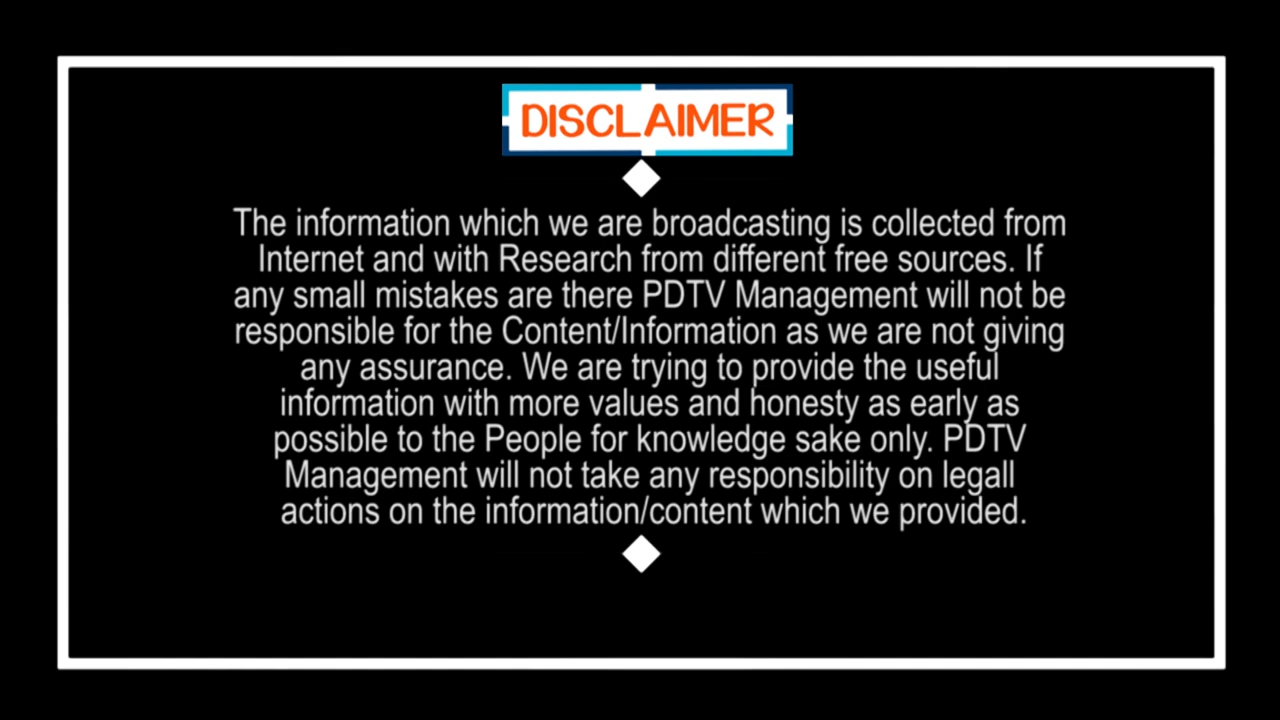 DISCLAIMER
The information which we are broadcasting is collected from
Internet and with Research from different free sources. If
any small mistakes are there PDTV Management will not be
responsible for the Content/Information as we are not giving
any assurance. We are trying to provide the useful
information with more values and honesty as early as
possible to the People for knowledge sake only. PDTV
Management will not take any responsibility on legall
actions on the information/content which we provided.